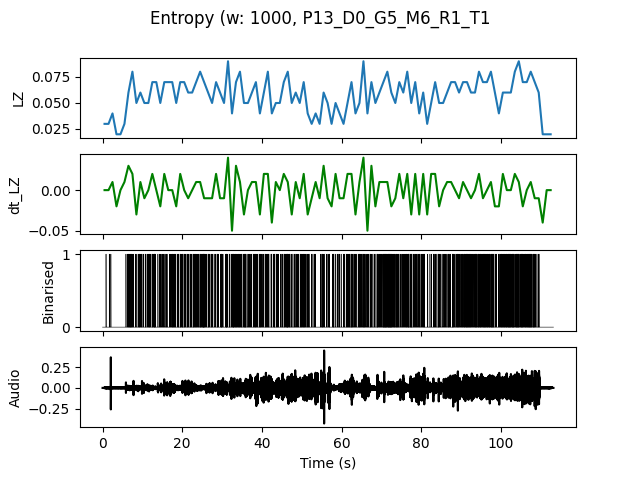 Entropy (w: 1000, P13_D0_G5_M6_R1_T1
LZ
0.075
0.050
0.025
dt_LZ
0.00
−0.05
Binarised
1
0
Audio
0.25
0.00
−0.25
0 20 40 60 80 100
Time (s)